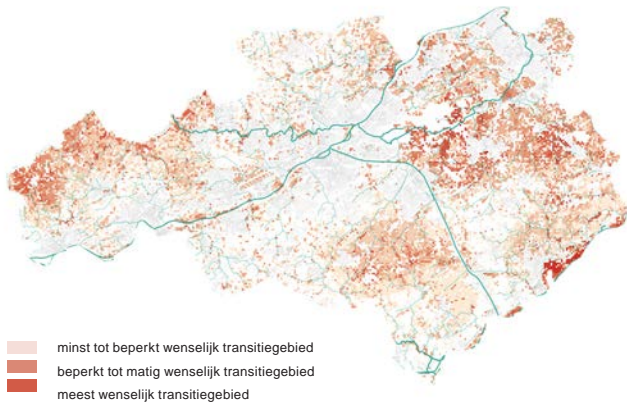 minst tot beperkt wenselijk transitiegebied
beperkt tot matig wenselijk transitiegebied
meest wenselijk transitiegebied